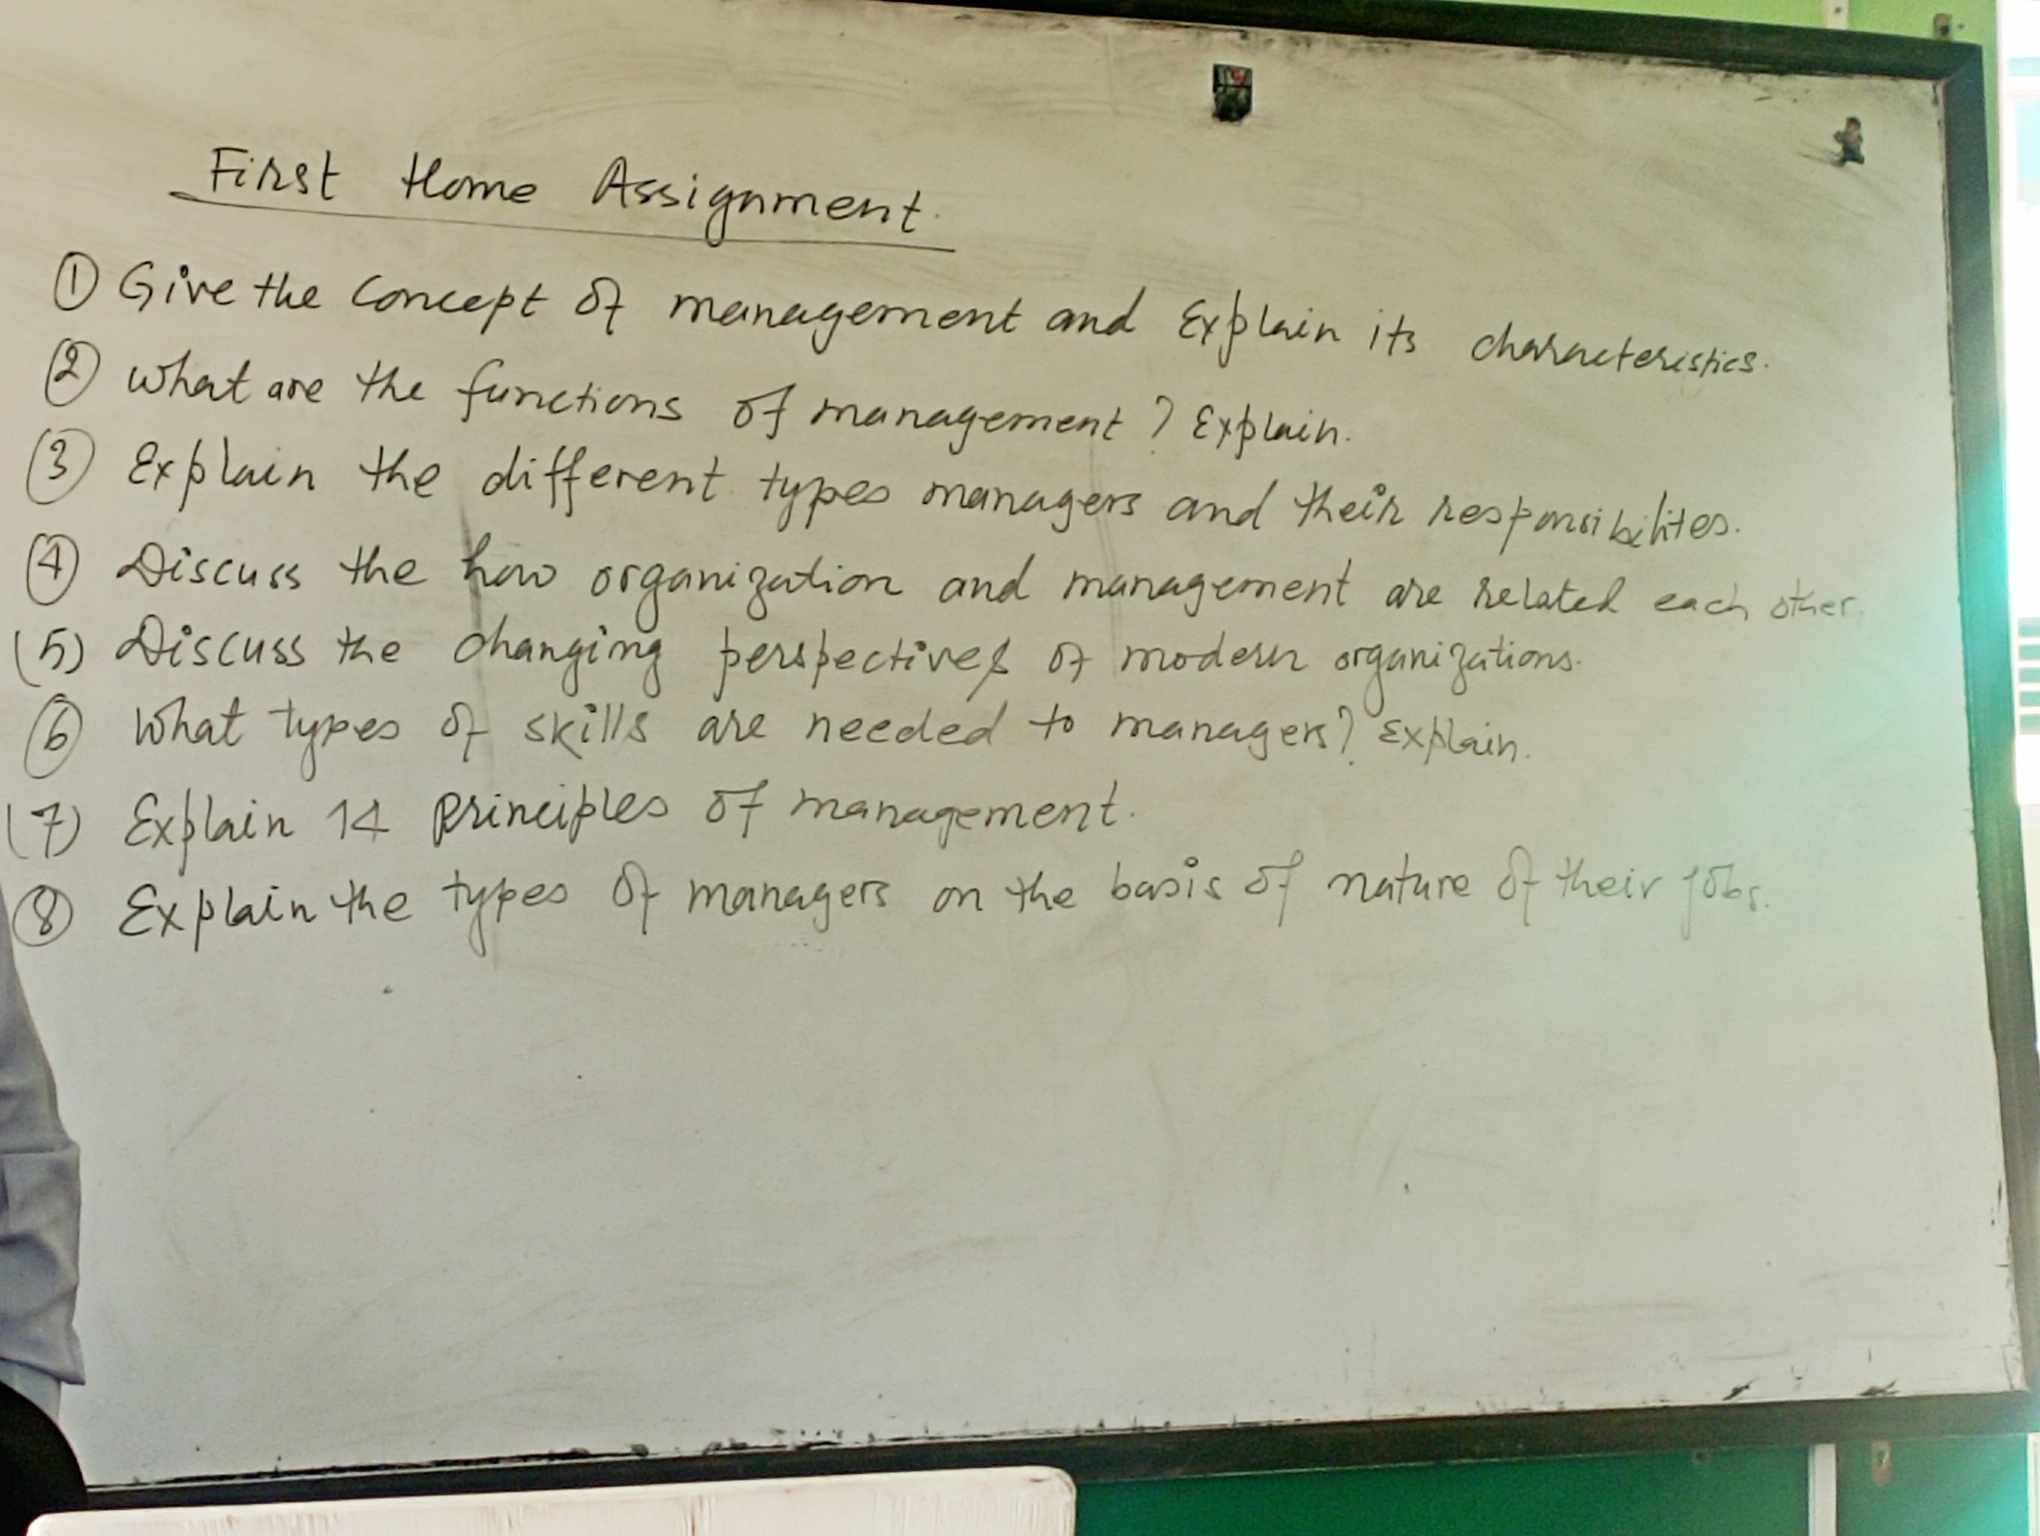 First Home Assignment.
① Give the concept of management and Explain its characteristics.
② What are the functions of management? Explain.
③ Explain the different types managers and their responsibilites.
④ Discuss the how organization and management are related each other.
(5) Discuss the changing perspectives of modern organizations.
⑥ What types of skills are needed to managers? Explain.
(7) Explain 14 principles of management.
⑧ Explain the types of managers on the basis of nature of their jobs.